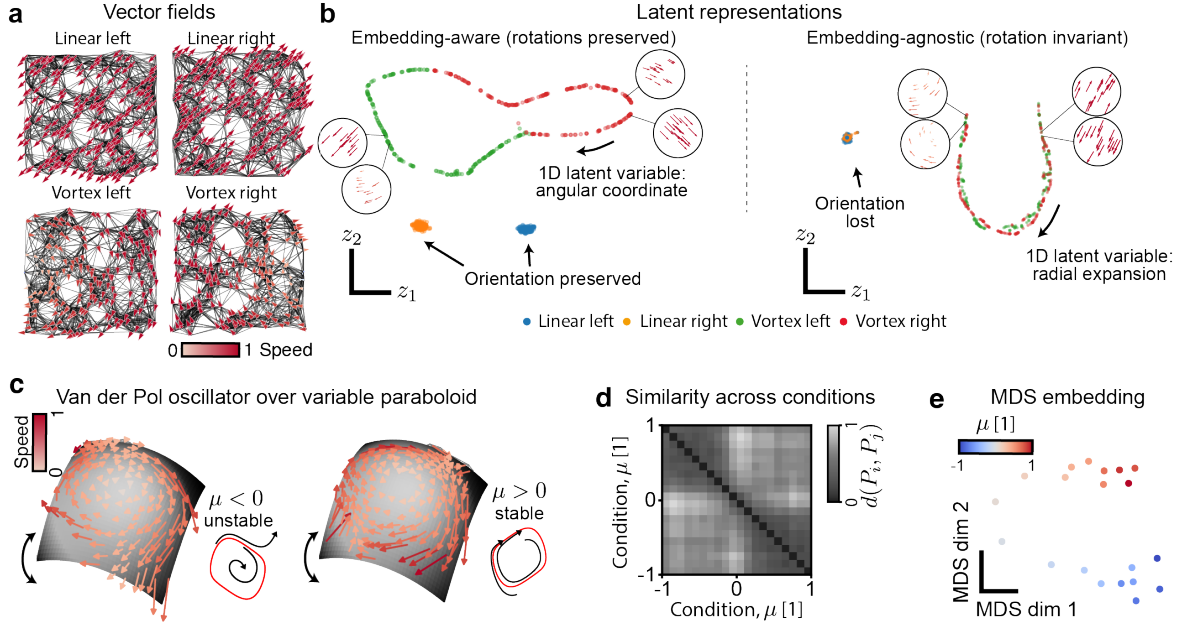 a
Vector fields
Linear left
Linear right
Vortex left
Vortex right
0
1 Speed
b
Latent representations
Embedding-aware (rotations preserved)
Embedding-agnostic (rotation invariant)
1D latent variable:
angular coordinate
Orientation preserved
z₂
z₁
Orientation
lost
1D latent variable:
radial expansion
z₂
z₁
Linear left
Linear right
Vortex left
Vortex right
c
Van der Pol oscillator over variable paraboloid
Speed
0
1
μ < 0
unstable
μ > 0
stable
d
Similarity across conditions
Condition, μ [1]
1
0
-1
-1
0
1
Condition, μ [1]
0
1
d(Pᵢ, Pⱼ)
e
MDS embedding
μ [1]
-1
1
MDS dim 2
MDS dim 1